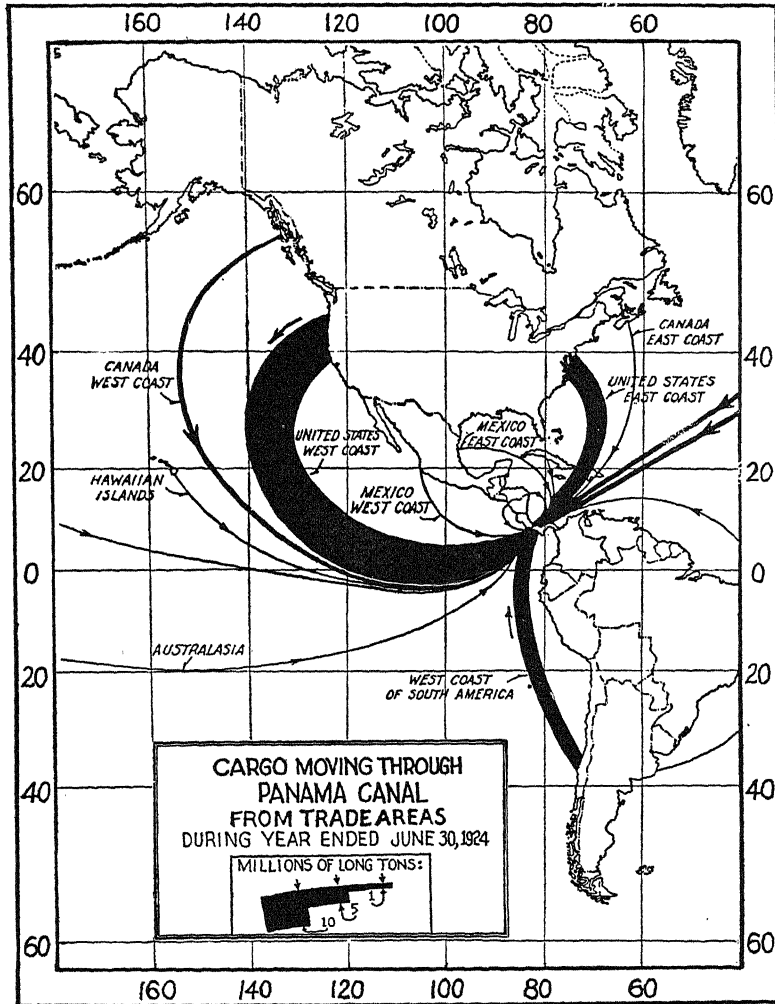 160 140 120 100 80 60
60 60
CANADA
EAST COAST
40 40
CANADA
WEST COAST
UNITED STATES
EAST COAST
MEXICO
EAST COAST
UNITED STATES
WEST COAST
20 20
HAWAIIAN
ISLANDS
MEXICO
WEST COAST
0 0
AUSTRALASIA
20 20
WEST COAST
OF SOUTH AMERICA
CARGO MOVING THROUGH
PANAMA CANAL
FROM TRADE AREAS
DURING YEAR ENDED JUNE 30, 1924
MILLIONS OF LONG TONS:
1
5
10
40 40
60 60
160 140 120 100 80 60